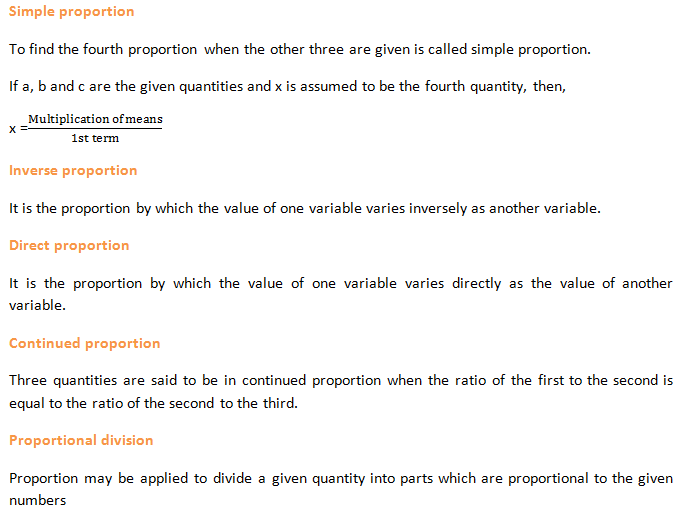 Simple proportion
To find the fourth proportion when the other three are given is called simple proportion.
If a, b and c are the given quantities and x is assumed to be the fourth quantity, then,
x = Multiplication of means
1st term
Inverse proportion
It is the proportion by which the value of one variable varies inversely as another variable.
Direct proportion
It is the proportion by which the value of one variable varies directly as the value of another
variable.
Continued proportion
Three quantities are said to be in continued proportion when the ratio of the first to the second is
equal to the ratio of the second to the third.
Proportional division
Proportion may be applied to divide a given quantity into parts which are proportional to the given
numbers